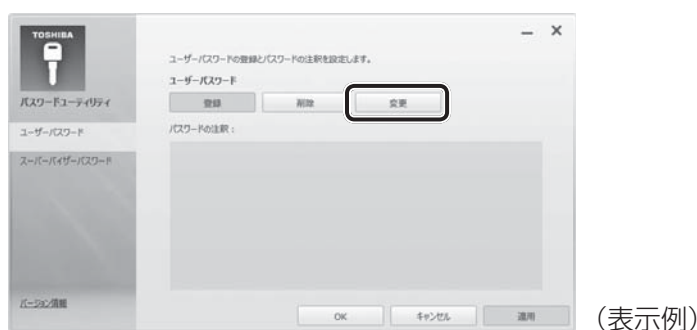 TOSHIBA
パスワードユーティリティ
ユーザーパスワード
スーパーバイザーパスワード
バージョン情報
ユーザーパスワードの登録とパスワードの注釈を設定します。
ユーザーパスワード
登録 削除 変更
パスワードの注釈：
OK キャンセル 適用
（表示例）